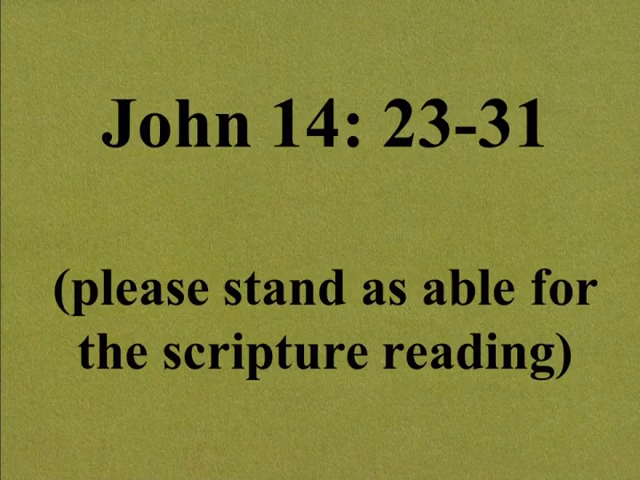 John 14: 23-31
(please stand as able for
the scripture reading)